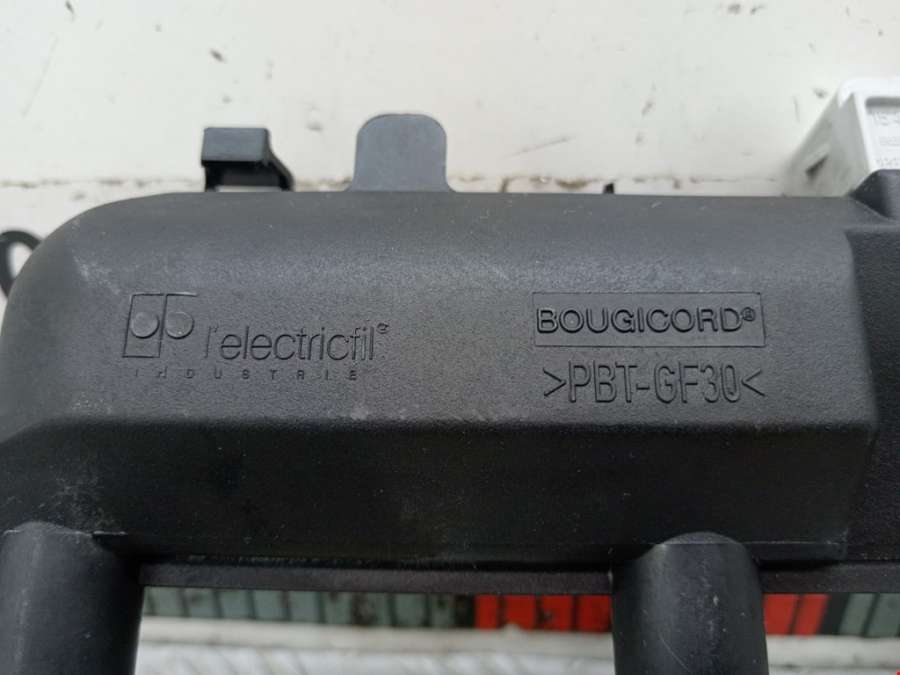 l'electricfil®
INDUSTRIE
BOUGICORD®
>PBT-GF30<